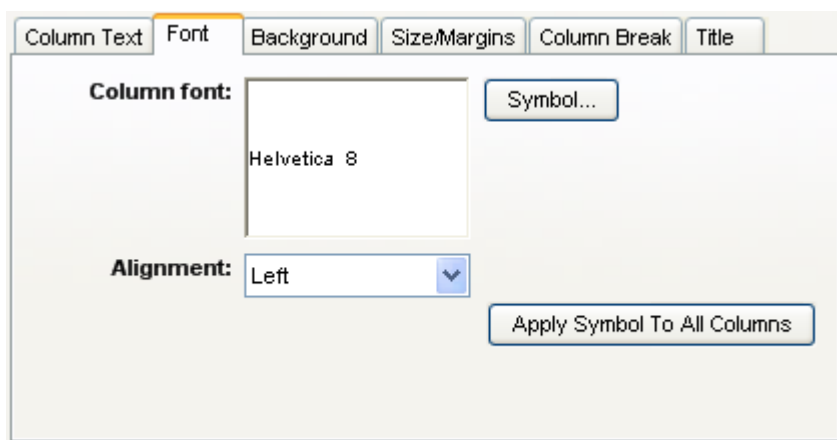 Column Text Font Background Size/Margins Column Break Title
Column font: Symbol...
Helvetica 8
Alignment: Left
Apply Symbol To All Columns